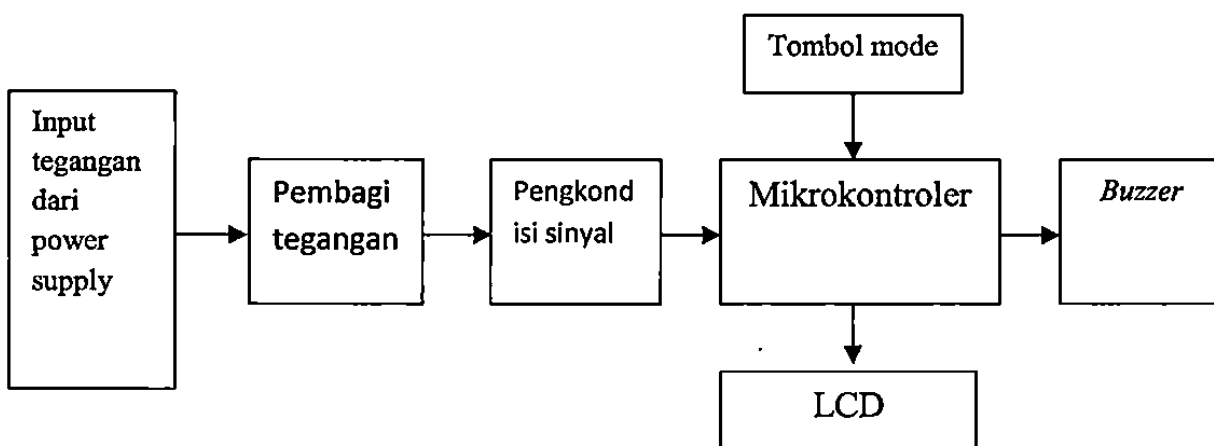 Tombol mode
Input
tegangan
dari
power
supply
Pembagi
tegangan
Pengkond
isi sinyal
Mikrokontroler
Buzzer
LCD